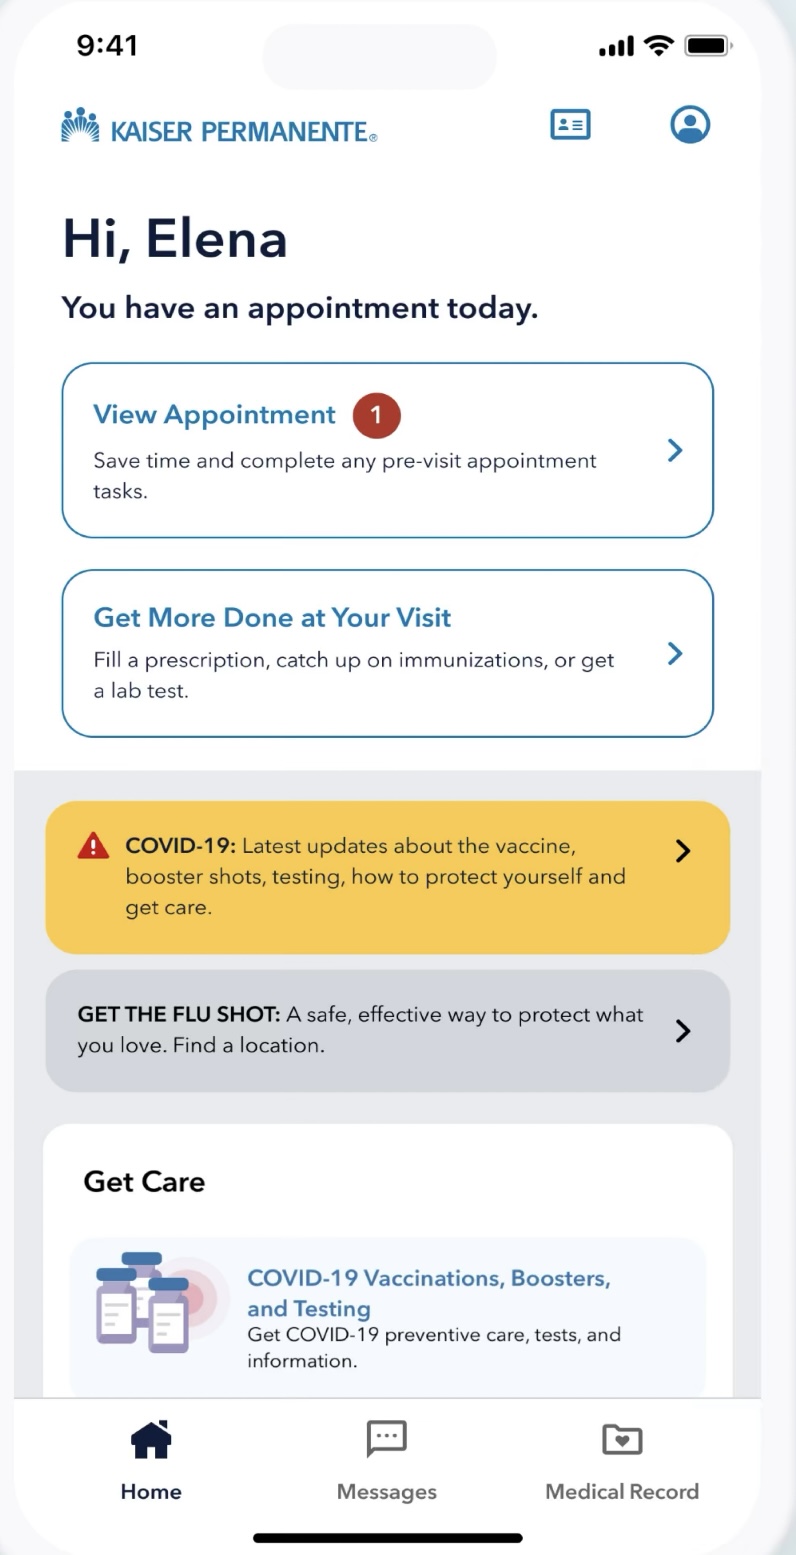 9:41
KAISER PERMANENTE®
Hi, Elena
You have an appointment today.
View Appointment 1
Save time and complete any pre-visit appointment
tasks.
Get More Done at Your Visit
Fill a prescription, catch up on immunizations, or get
a lab test.
COVID-19: Latest updates about the vaccine,
booster shots, testing, how to protect yourself and
get care.
GET THE FLU SHOT: A safe, effective way to protect what
you love. Find a location.
Get Care
COVID-19 Vaccinations, Boosters,
and Testing
Get COVID-19 preventive care, tests, and
information.
Home
Messages
Medical Record